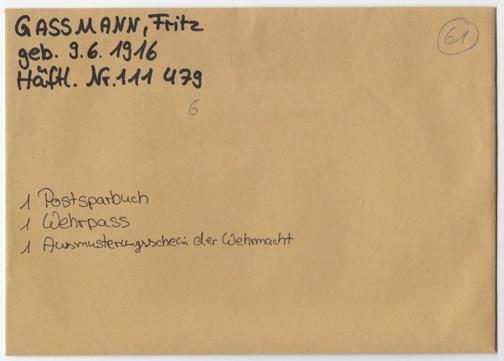 GASSMANN, Fritz
geb. 9.6. 1916
Häftl. Nr. 111 479
61
6
1 Postsparbuch
1 Wehrpass
1 Ausmusterungsschein der Wehrmacht